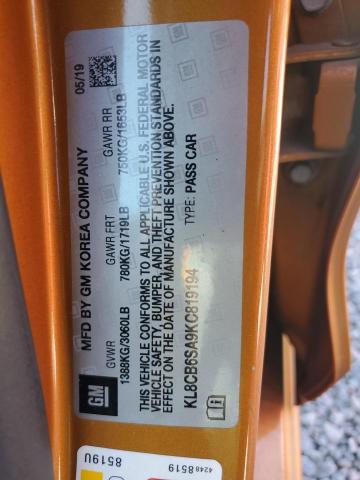 MFD BY GM KOREA COMPANY 05/19
GVWR GAWR FRT GAWR RR
1388KG/3060LB 780KG/1719LB 750KG/1653LB
THIS VEHICLE CONFORMS TO ALL APPLICABLE U.S. FEDERAL MOTOR
VEHICLE SAFETY, BUMPER, AND THEFT PREVENTION STANDARDS IN
EFFECT ON THE DATE OF MANUFACTURE SHOWN ABOVE.
KL8CB6SA9KC819194 TYPE: PASS CAR
GM
8519U
4248 8519